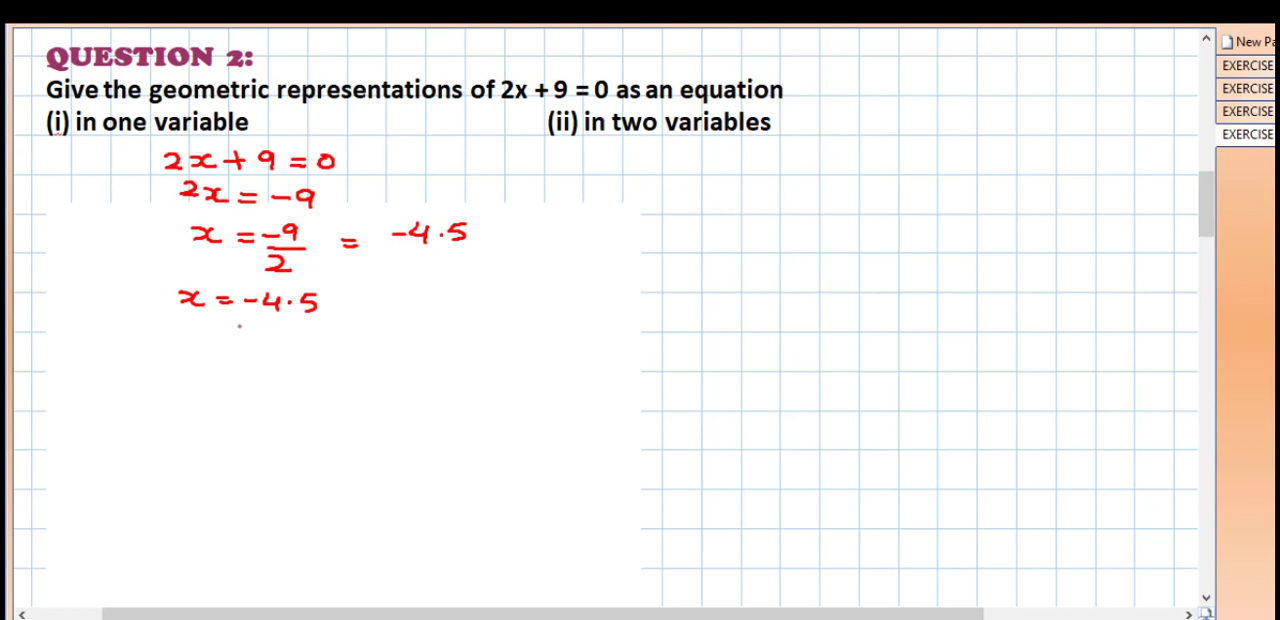 QUESTION 2:
Give the geometric representations of 2x + 9 = 0 as an equation
(i) in one variable (ii) in two variables
2x + 9 = 0
2x = -9
x = -9/2 = -4.5
x = -4.5
New Pa
EXERCISE
EXERCISE
EXERCISE
EXERCISE